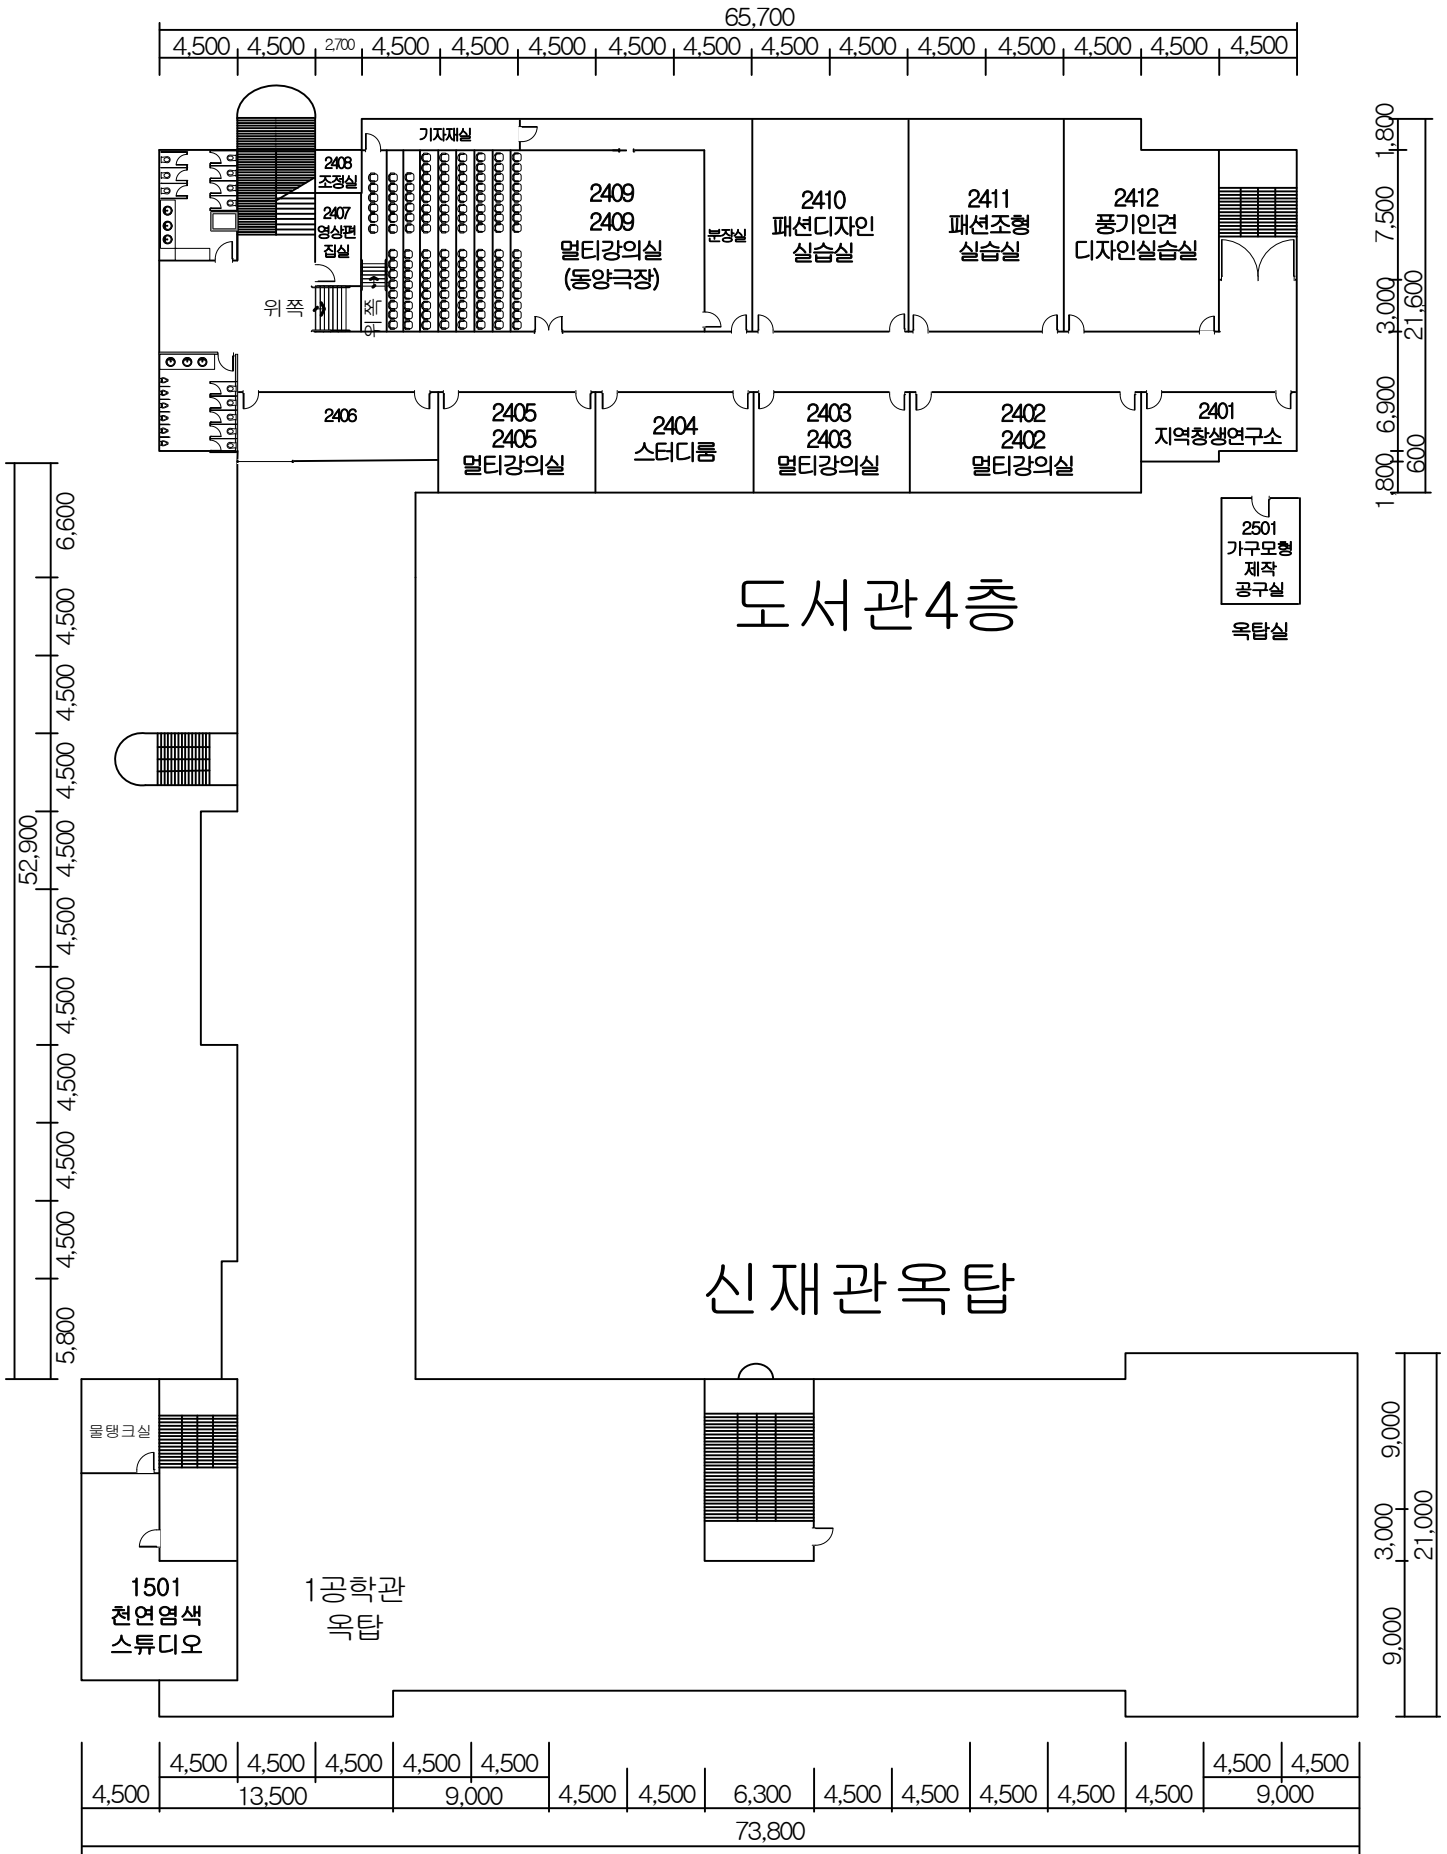 65,700
4,500 4,500 2,700 4,500 4,500 4,500 4,500 4,500 4,500 4,500 4,500 4,500 4,500 4,500 4,500
기자재실
2408
조정실
2407
영상편
집실
2409
2409
멀티강의실
(동양극장)
분장실
2410
패션디자인
실습실
2411
패션조형
실습실
2412
풍기인견
디자인실습실
위쪽
아래쪽
1,800
7,500
3,000
21,600
6,900
600
1,800
2406
2405
2405
멀티강의실
2404
스터디룸
2403
2403
멀티강의실
2402
2402
멀티강의실
2401
지역창생연구소
2501
가구모형
제작
공구실
옥탑실
도서관4층
6,600
4,500
4,500
4,500
4,500
4,500
4,500
4,500
4,500
4,500
5,800
52,900
신재관옥탑
물탱크실
1501
천연염색
스튜디오
1공학관
옥탑
9,000
3,000
21,000
9,000
4,500 4,500 4,500 4,500 4,500 4,500 4,500
4,500 13,500 9,000 4,500 4,500 6,300 4,500 4,500 4,500 4,500 4,500 9,000
73,800